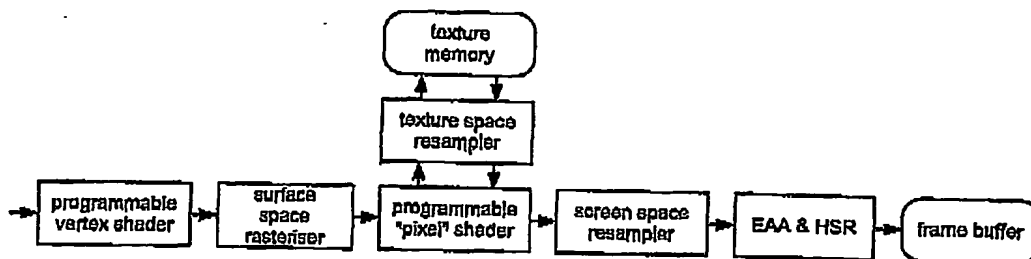 texture
memory
texture space
resampler
programmable
vertex shader
surface
space
rasteriser
programmable
"pixel" shader
screen space
resampler
EAA & HSR
frame buffer